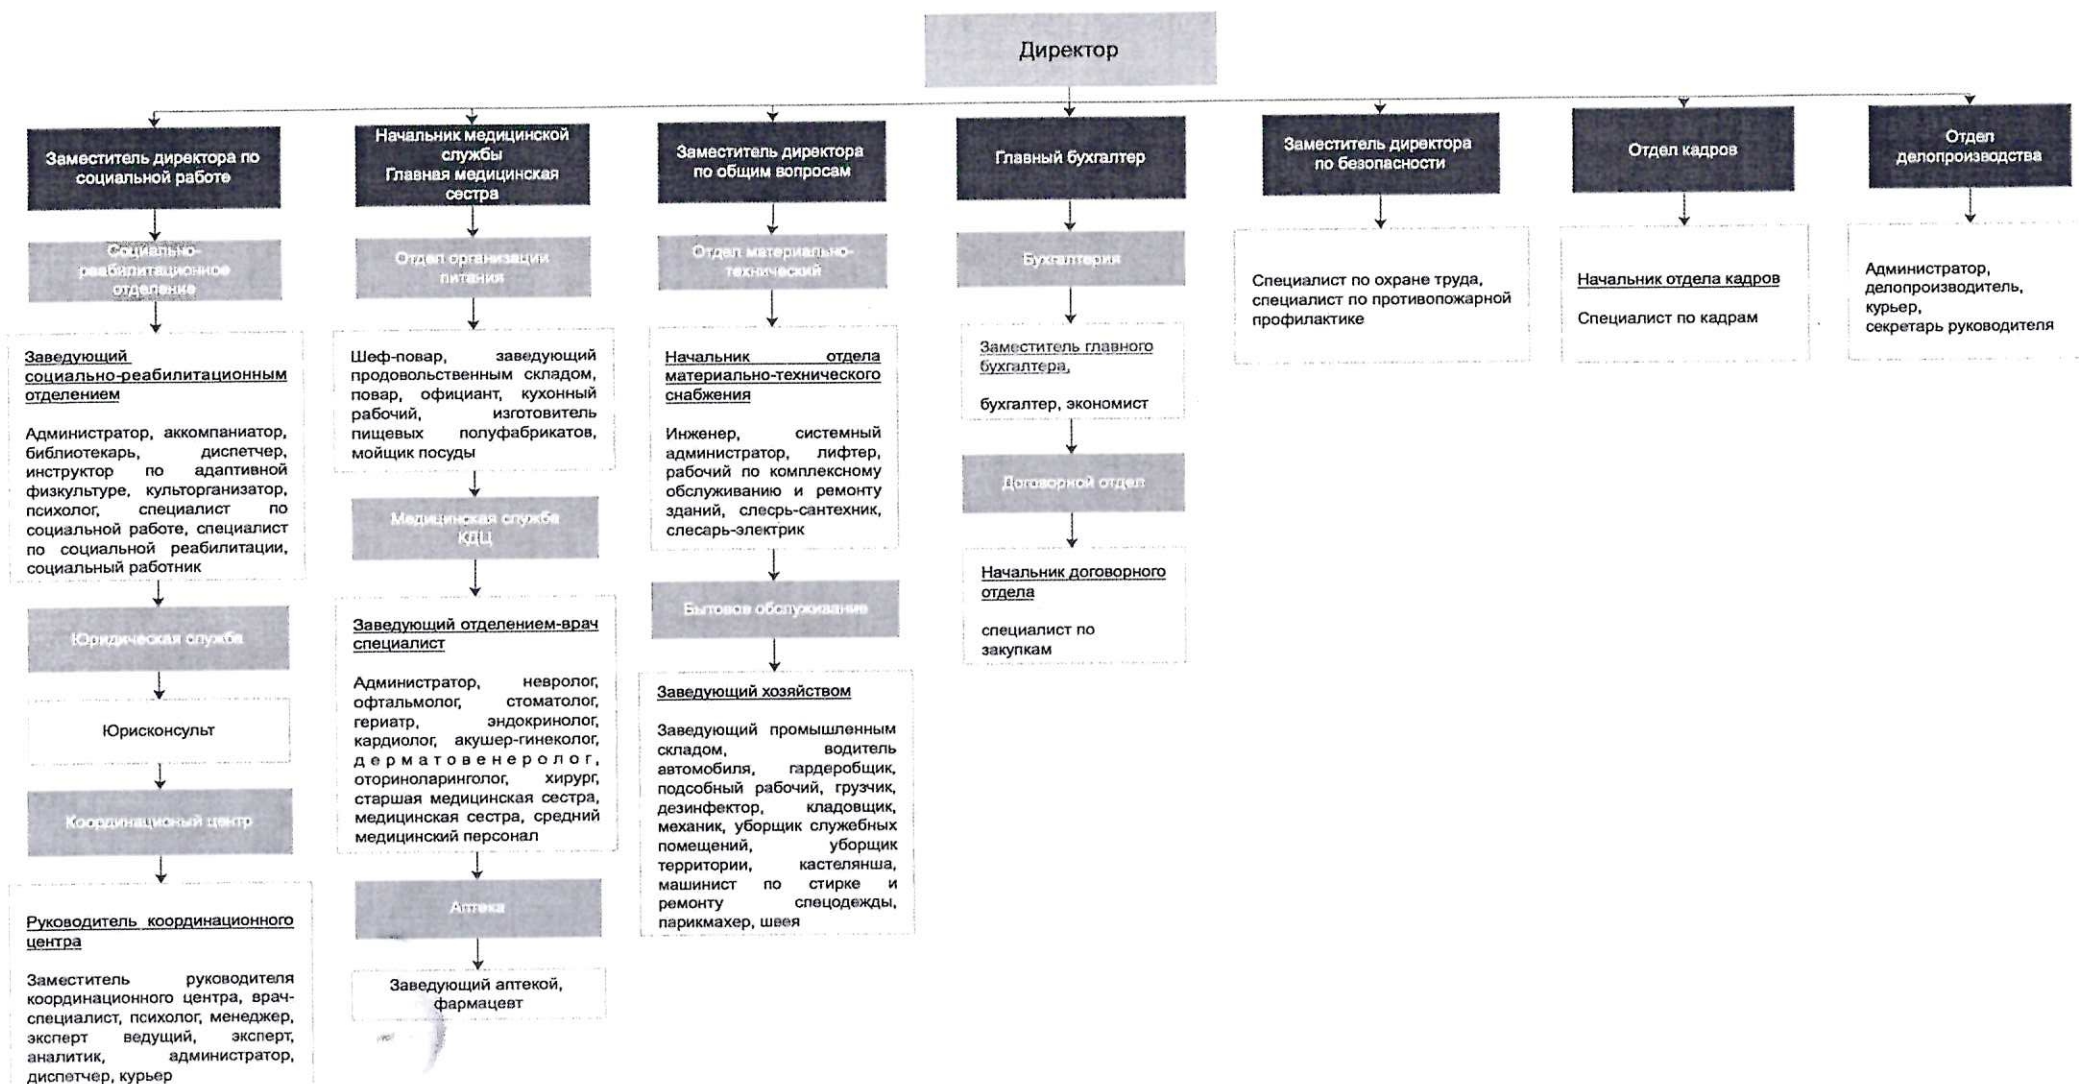 Директор
Заместитель директора по
социальной работе
Социально-
реабилитационное
отделение
Заведующий
социально-реабилитационным
отделением
Администратор, аккомпаниатор,
библиотекарь, диспетчер,
инструктор по адаптивной
физкультуре, культорганизатор,
психолог, специалист по
социальной работе, специалист
по социальной реабилитации,
социальный работник
Юридическая служба
Юрисконсульт
Координационый центр
Руководитель координационного
центра
Заместитель руководителя
координационного центра, врач-
специалист, психолог, менеджер,
эксперт ведущий, эксперт,
аналитик, администратор,
диспетчер, курьер
Начальник медицинской
службы
Главная медицинская
сестра
Отдел организации
питания
Шеф-повар, заведующий
продовольственным складом,
повар, официант, кухонный
рабочий, изготовитель
пищевых полуфабрикатов,
мойщик посуды
Медицинская служба
КДЦ
Заведующий отделением-врач
специалист
Администратор, невролог,
офтальмолог, стоматолог,
гериатр, эндокринолог,
кардиолог, акушер-гинеколог,
дерматовенеролог,
оториноларинголог, хирург,
старшая медицинская сестра,
медицинская сестра, средний
медицинский персонал
Аптека
Заведующий аптекой,
фармацевт
Заместитель директора
по общим вопросам
Отдел материально-
технический
Начальник отдела
материально-технического
снабжения
Инженер, системный
администратор, лифтер,
рабочий по комплексному
обслуживанию и ремонту
зданий, слесрь-сантехник,
слесарь-электрик
Бытовое обслуживание
Заведующий хозяйством
Заведующий промышленным
складом, водитель
автомобиля, гардеробщик,
подсобный рабочий, грузчик,
дезинфектор, кладовщик,
механик, уборщик служебных
помещений, уборщик
территории, кастелянша,
машинист по стирке и
ремонту спецодежды,
парикмахер, швея
Главный бухгалтер
Бухгалтерия
Заместитель главного
бухгалтера,
бухгалтер, экономист
Договорной отдел
Начальник договорного
отдела
специалист по
закупкам
Заместитель директора
по безопасности
Специалист по охране труда,
специалист по противопожарной
профилактике
Отдел кадров
Начальник отдела кадров
Специалист по кадрам
Отдел
делопроизводства
Администратор,
делопроизводитель,
курьер,
секретарь руководителя